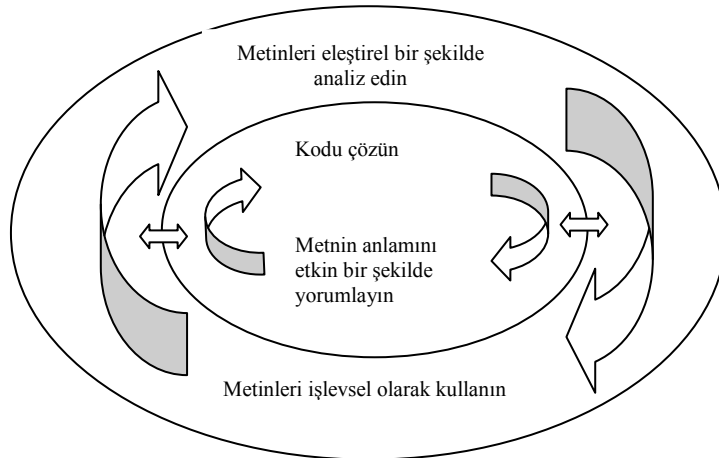 Metinleri eleştirel bir şekilde
analiz edin
Kodu çözün
Metnin anlamını
etkin bir şekilde
yorumlayın
Metinleri işlevsel olarak kullanın